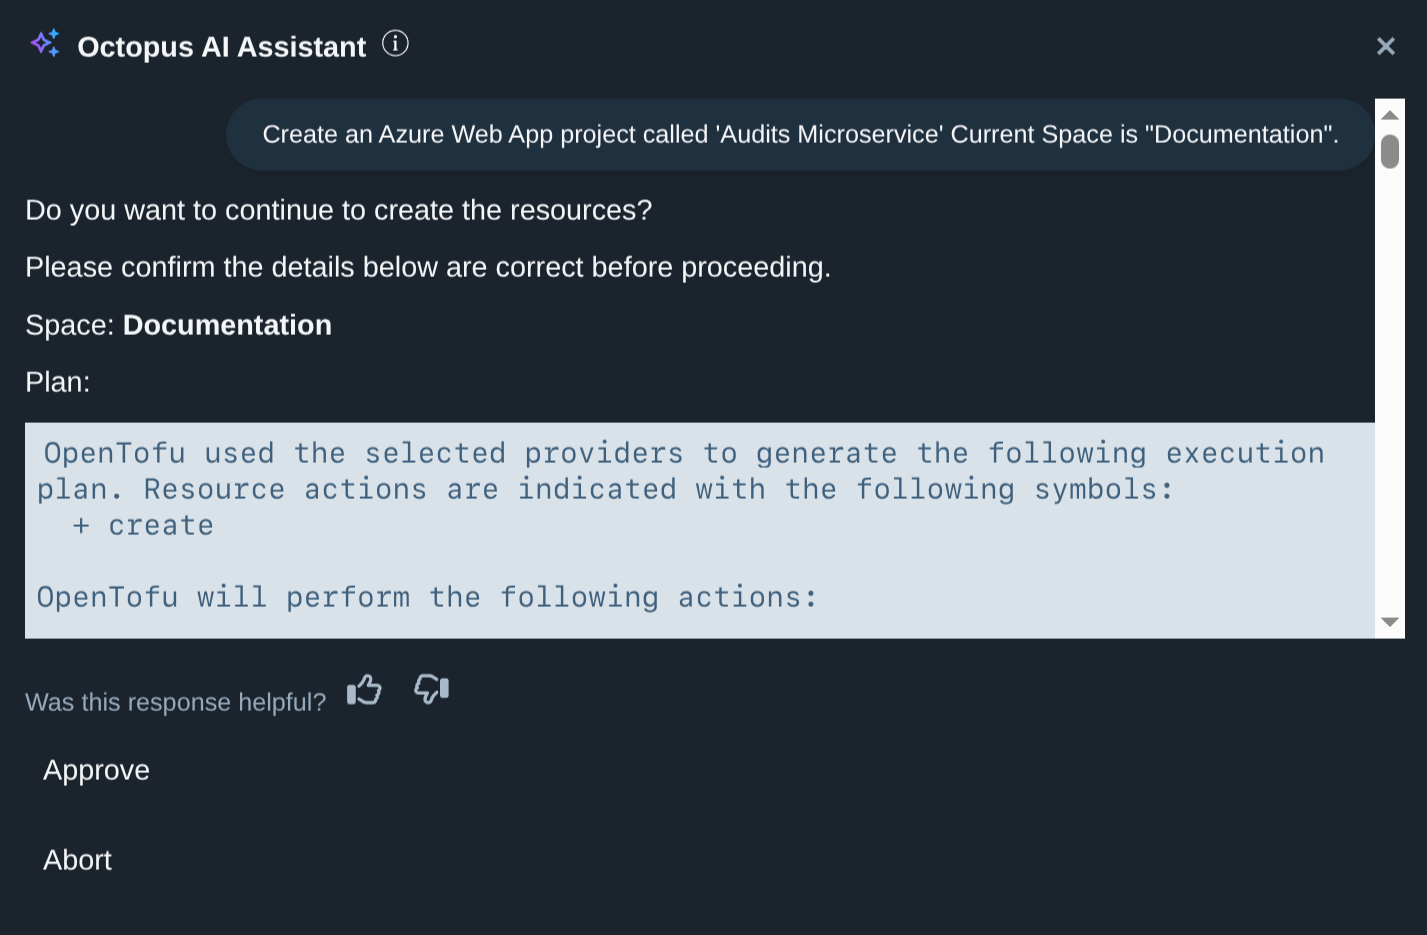 Octopus AI Assistant
Create an Azure Web App project called 'Audits Microservice' Current Space is "Documentation".
Do you want to continue to create the resources?
Please confirm the details below are correct before proceeding.
Space: Documentation
Plan:
OpenTofu used the selected providers to generate the following execution
plan. Resource actions are indicated with the following symbols:
+ create
OpenTofu will perform the following actions:
Was this response helpful?
Approve
Abort